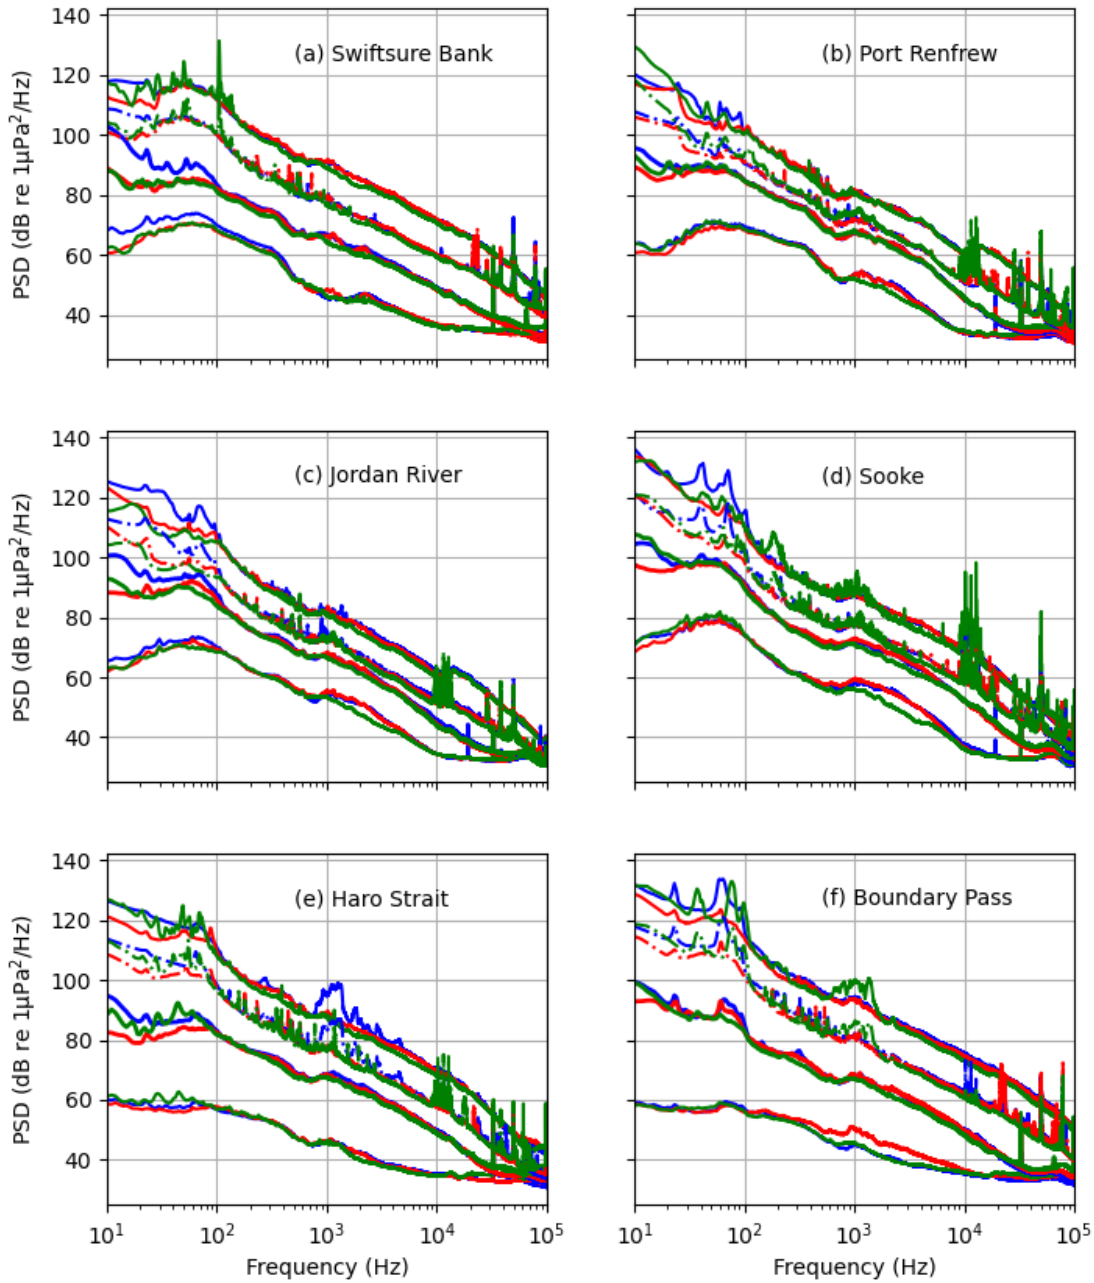 (a) Swiftsure Bank
(b) Port Renfrew
PSD (dB re 1μPa²/Hz)
140
120
100
80
60
40
(c) Jordan River
(d) Sooke
PSD (dB re 1μPa²/Hz)
140
120
100
80
60
40
(e) Haro Strait
(f) Boundary Pass
PSD (dB re 1μPa²/Hz)
140
120
100
80
60
40
10¹ 10² 10³ 10⁴ 10⁵
10¹ 10² 10³ 10⁴ 10⁵
Frequency (Hz)
Frequency (Hz)